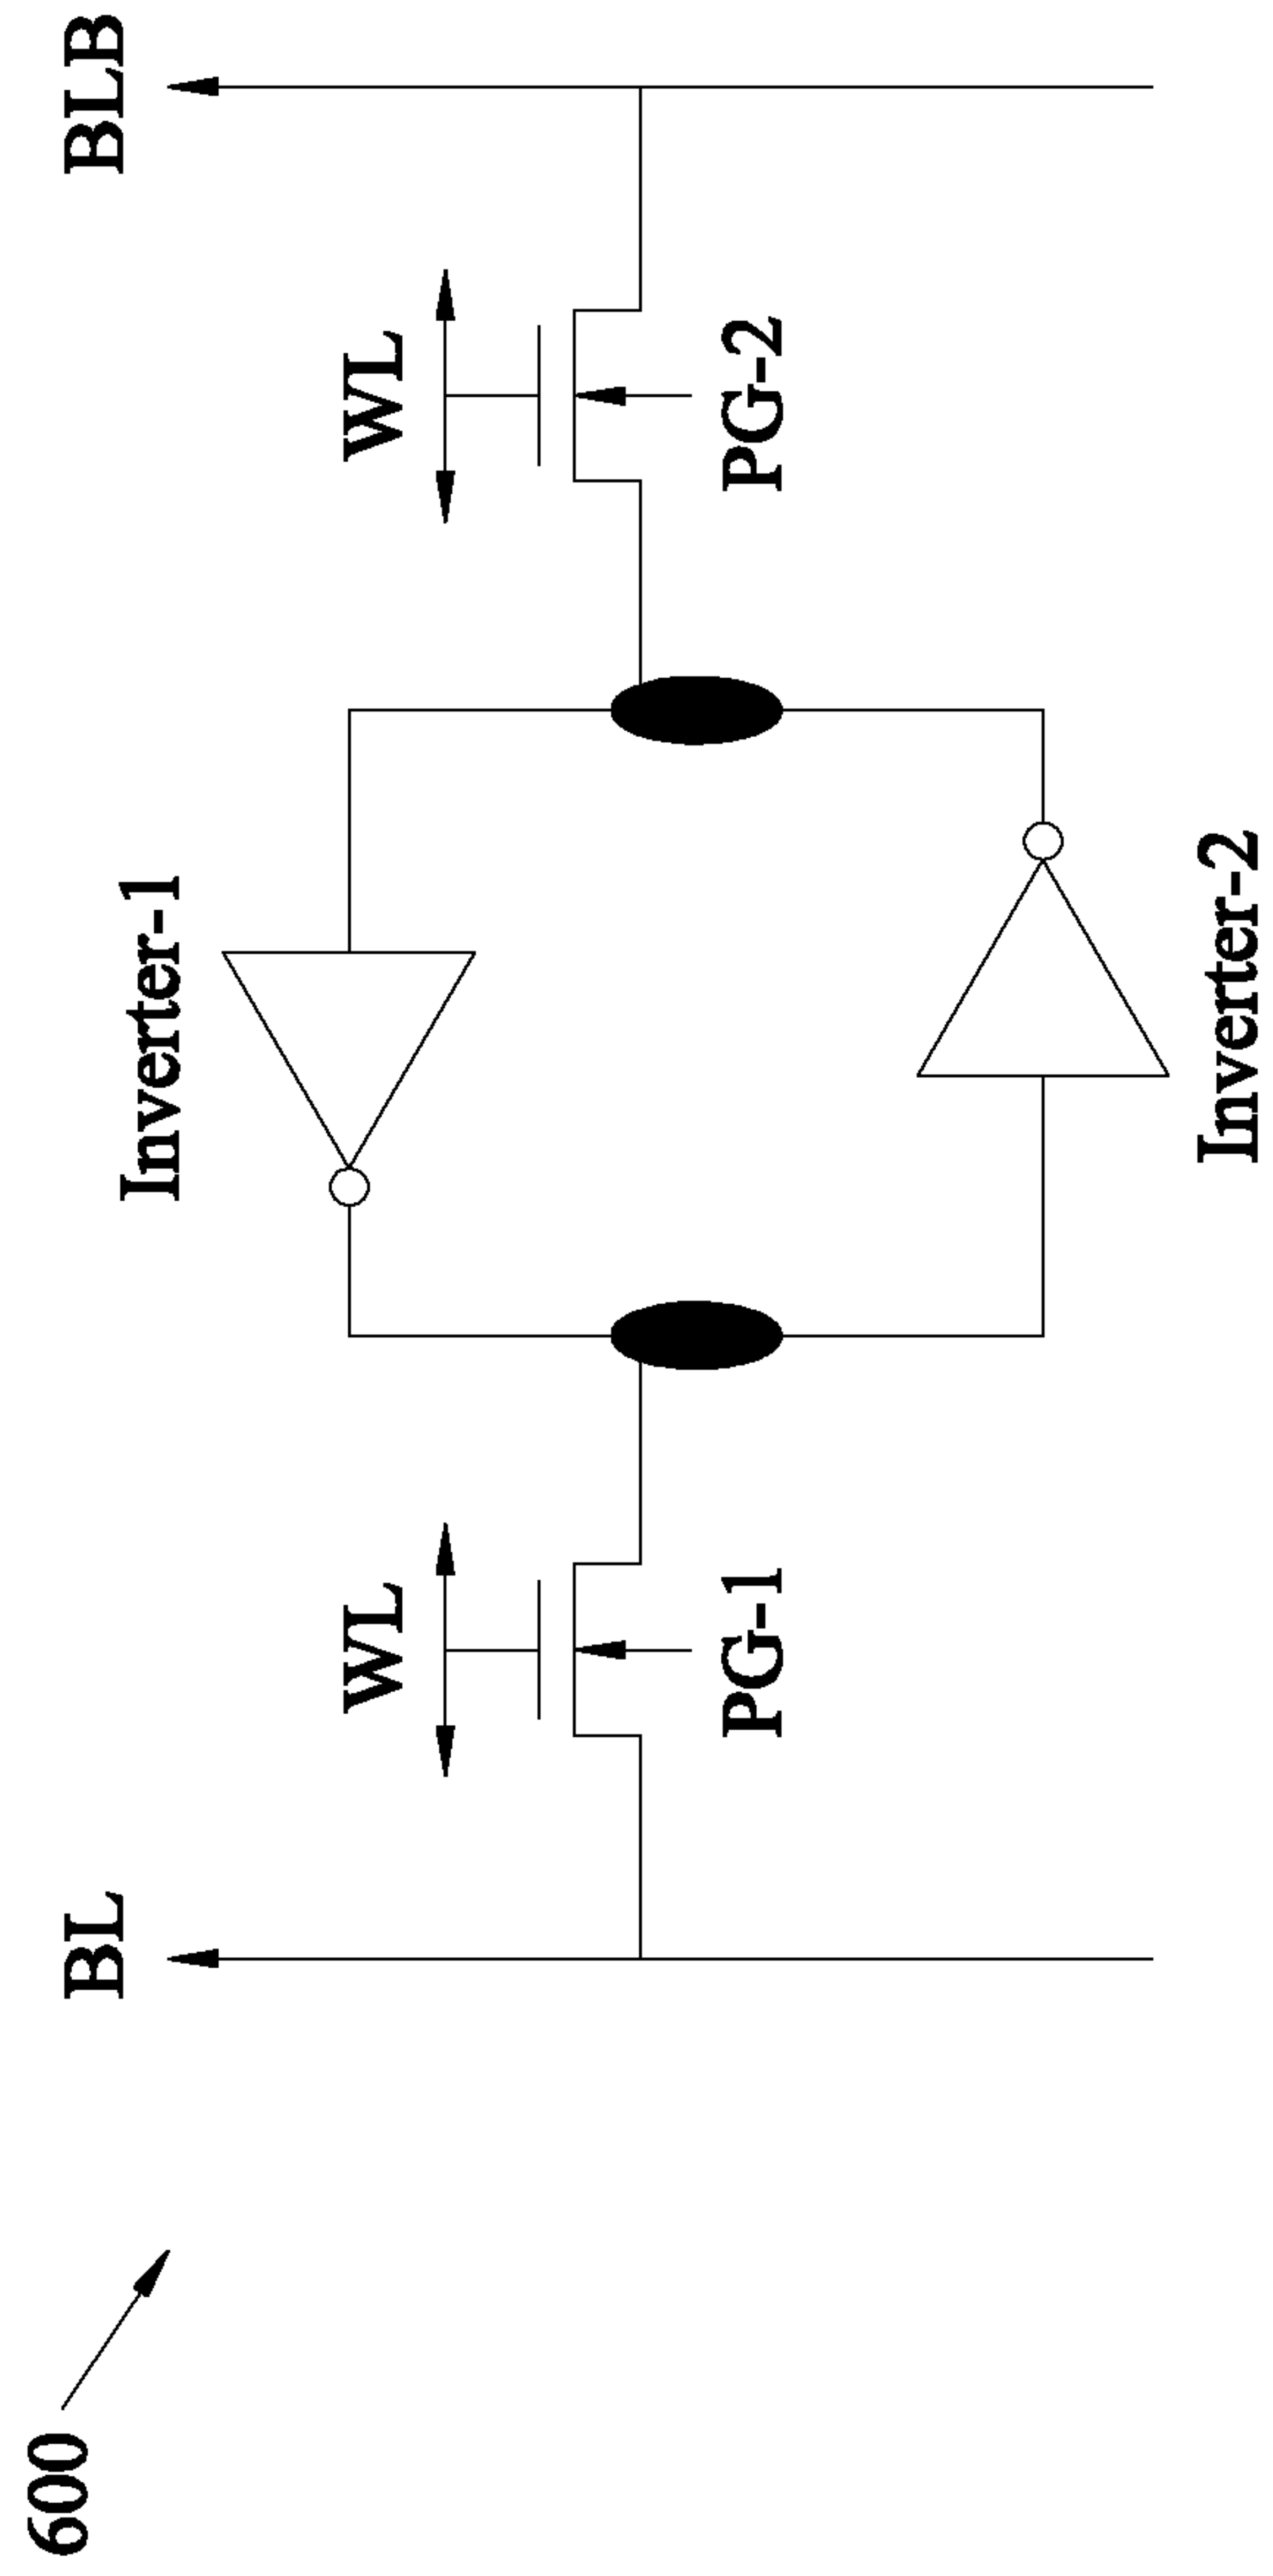 600
BL
BLB
WL
WL
PG-1
PG-2
Inverter-1
Inverter-2